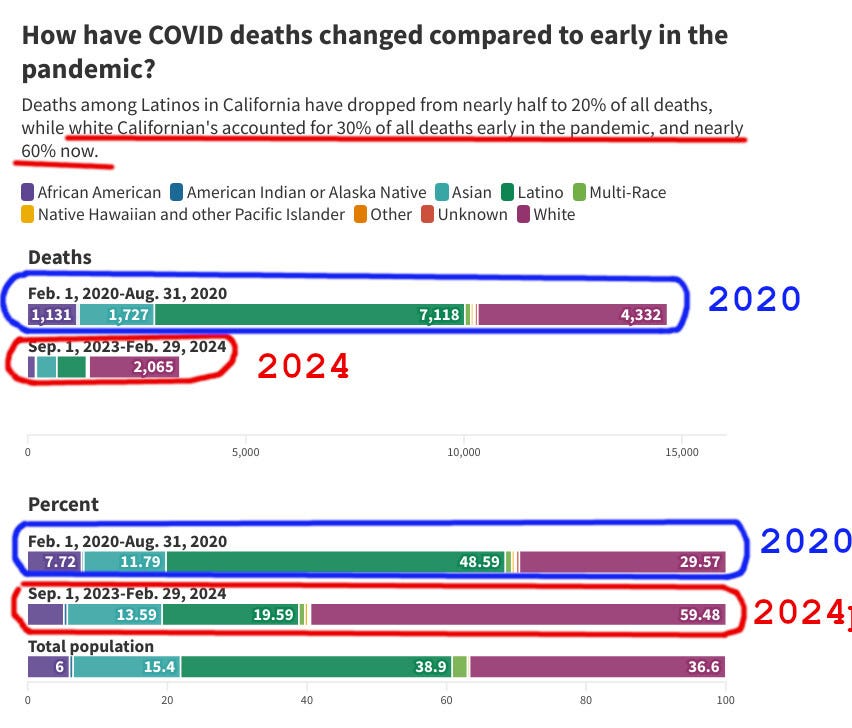 How have COVID deaths changed compared to early in the
pandemic?
Deaths among Latinos in California have dropped from nearly half to 20% of all deaths,
while white Californian's accounted for 30% of all deaths early in the pandemic, and nearly
60% now.
African American American Indian or Alaska Native Asian Latino Multi-Race
Native Hawaiian and other Pacific Islander Other Unknown White
Deaths
Feb. 1, 2020-Aug. 31, 2020
1,131 1,727 7,118 4,332 2020
Sep. 1, 2023-Feb. 29, 2024
2,065 2024
0 5,000 10,000 15,000
Percent
Feb. 1, 2020-Aug. 31, 2020 2020
7.72 11.79 48.59 29.57
Sep. 1, 2023-Feb. 29, 2024
13.59 19.59 59.48 2024
Total population
6 15.4 38.9 36.6
0 20 40 60 80 100